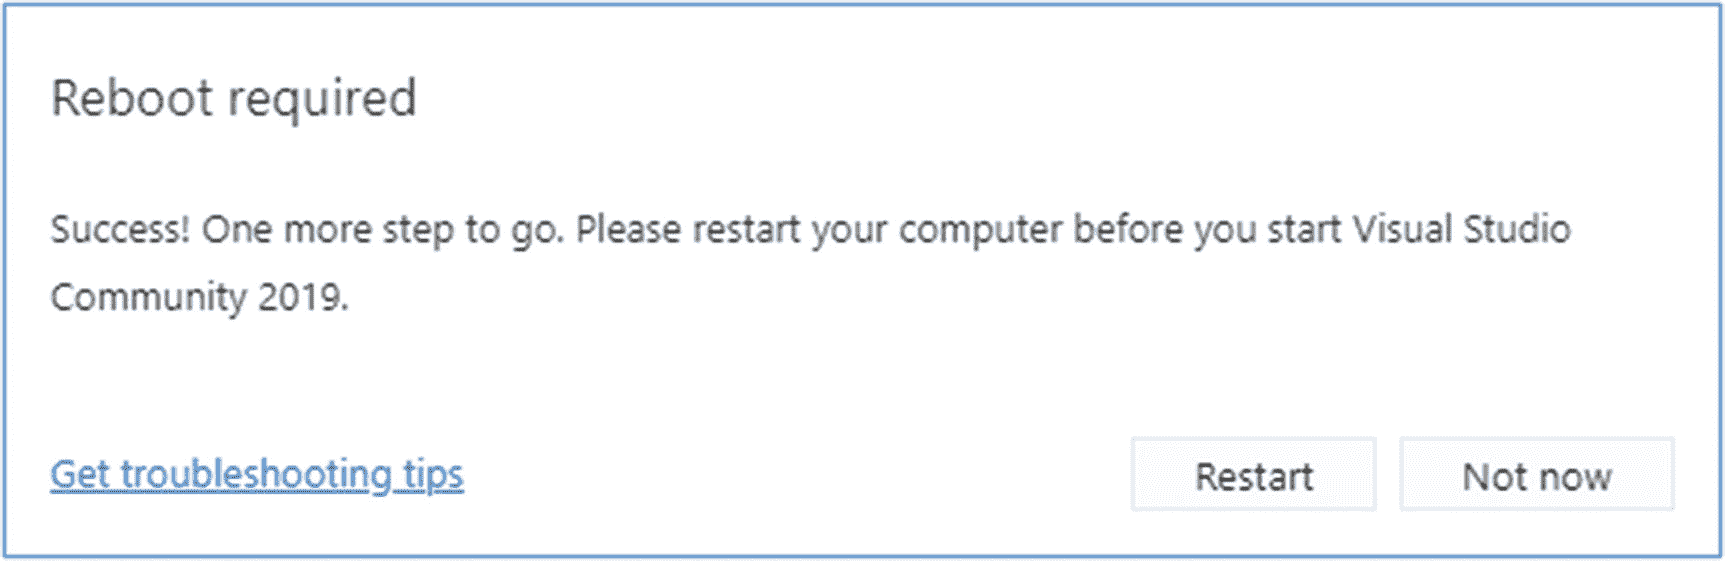 Reboot required
Success! One more step to go. Please restart your computer before you start Visual Studio
Community 2019.
Get troubleshooting tips
Restart
Not now